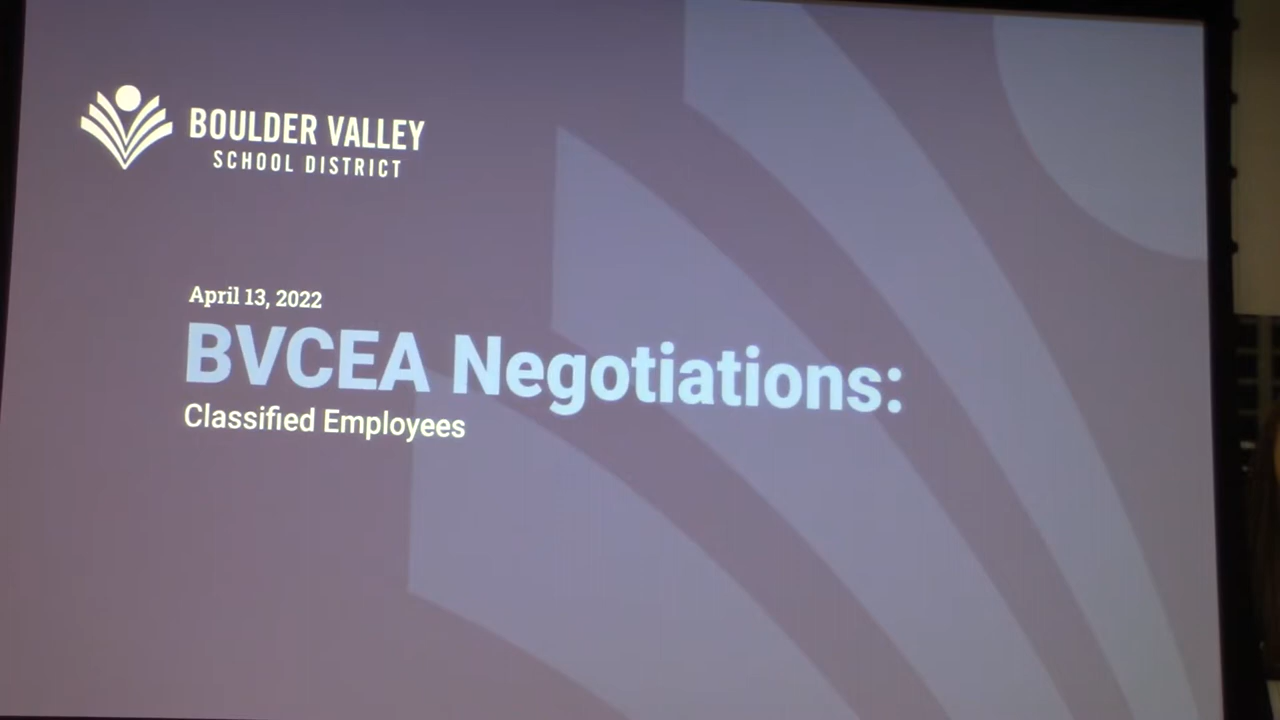 BOULDER VALLEY
SCHOOL DISTRICT
April 13, 2022
BVCEA Negotiations:
Classified Employees